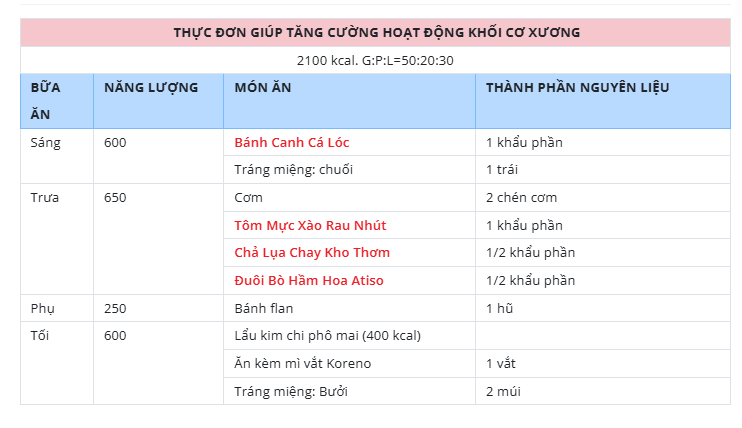 THỰC ĐƠN GIÚP TĂNG CƯỜNG HOẠT ĐỘNG KHỐI CƠ XƯƠNG
2100 kcal. G:P:L=50:20:30
BỮA ĂN NĂNG LƯỢNG MÓN ĂN THÀNH PHẦN NGUYÊN LIỆU
Sáng 600 Bánh Canh Cá Lóc 1 khẩu phần
Tráng miệng: chuối 1 trái
Trưa 650 Cơm 2 chén cơm
Tôm Mực Xào Rau Nhút 1 khẩu phần
Chả Lụa Chay Kho Thơm 1/2 khẩu phần
Đuôi Bò Hầm Hoa Atiso 1/2 khẩu phần
Phụ 250 Bánh flan 1 hũ
Tối 600 Lẩu kim chi phô mai (400 kcal)
Ăn kèm mì vắt Koreno 1 vắt
Tráng miệng: Bưởi 2 múi